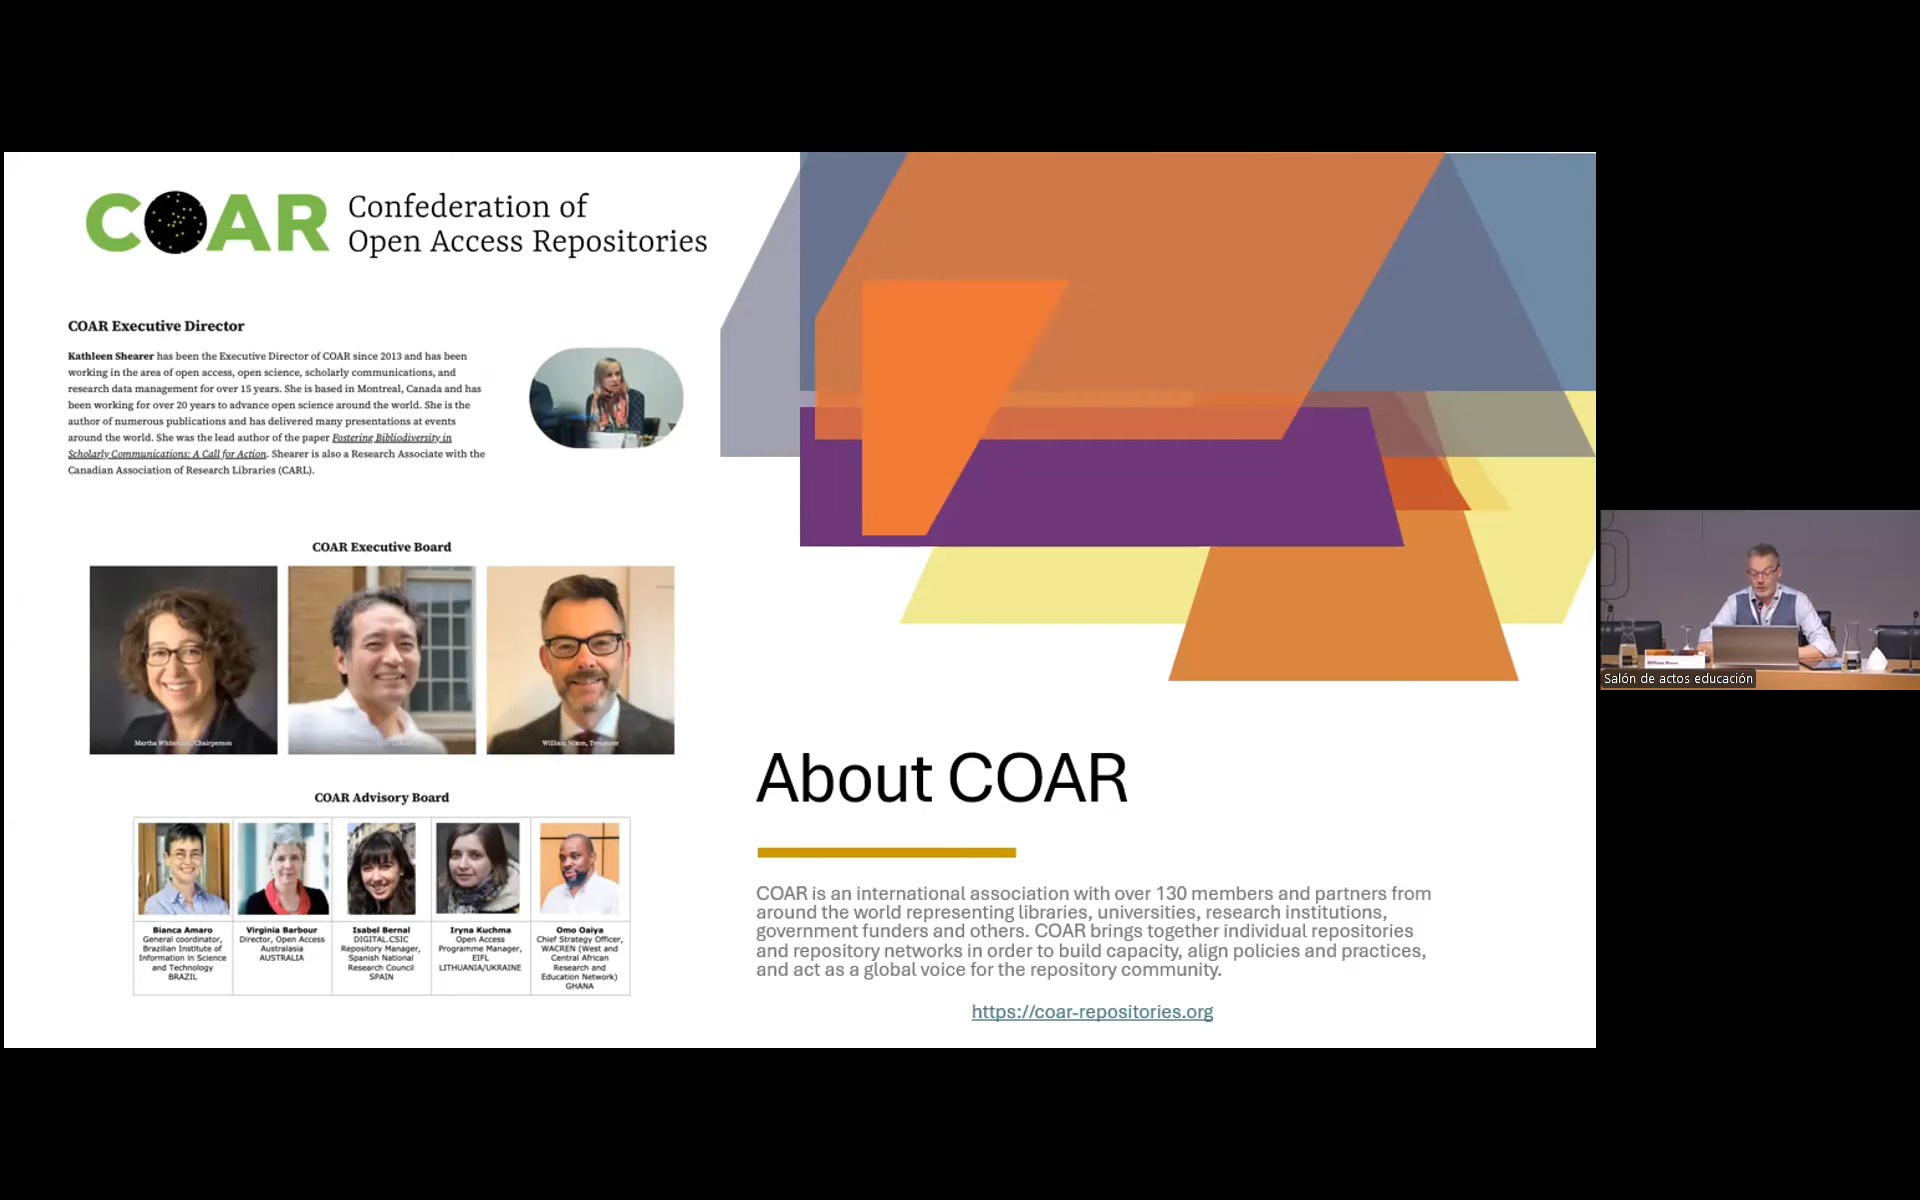 COAR Confederation of
Open Access Repositories
COAR Executive Director
Kathleen Shearer has been the Executive Director of COAR since 2013 and has been
working in the area of open access, open science, scholarly communications, and
research data management for over 15 years. She is based in Montreal, Canada and has
been working for over 20 years to advance open science around the world. She is the
author of numerous publications and has delivered many presentations at events
around the world. She was the lead author of the paper Fostering Bibliodiversity in
Scholarly Communications: A Call for Action. Shearer is also a Research Associate with the
Canadian Association of Research Libraries (CARL).
COAR Executive Board
Martha Whitehead, Chairperson
William Nixon, Treasurer
COAR Advisory Board
Bianca Amaro
General coordinator,
Brazilian Institute of
Information in Science
and Technology
BRAZIL
Virginia Barbour
Director, Open Access
Australasia
AUSTRALIA
Isabel Bernal
DIGITAL.CSIC
Repository Manager,
Spanish National
Research Council
SPAIN
Iryna Kuchma
Open Access
Programme Manager,
EIFL
LITHUANIA/UKRAINE
Omo Oaiya
Chief Strategy Officer,
WACREN (West and
Central African
Research and
Education Network)
GHANA
About COAR
COAR is an international association with over 130 members and partners from
around the world representing libraries, universities, research institutions,
government funders and others. COAR brings together individual repositories
and repository networks in order to build capacity, align policies and practices,
and act as a global voice for the repository community.
https://coar-repositories.org
William Nixon
Salón de actos educación